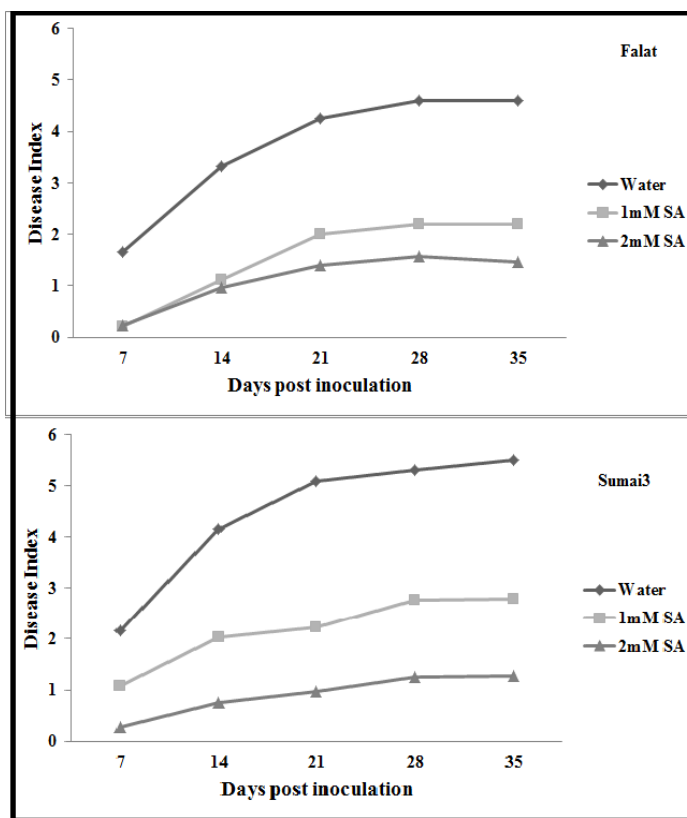 Falat
6
5
4
3
2
1
0
Disease Index
Water
1mM SA
2mM SA
7 14 21 28 35
Days post inoculation
Sumai3
6
5
4
3
2
1
0
Disease Index
Water
1mM SA
2mM SA
7 14 21 28 35
Days post inoculation